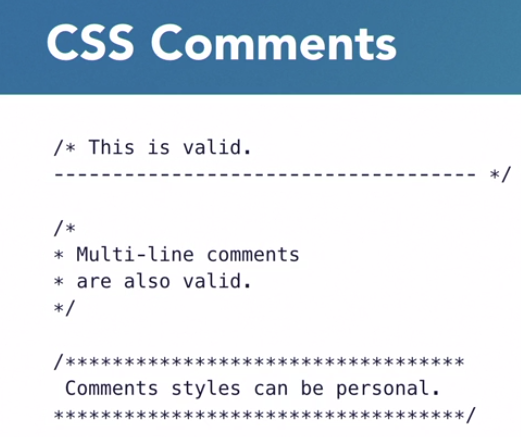 CSS Comments
/* This is valid.
------------------------------------ */
/*
* Multi-line comments
* are also valid.
*/
/**********************************
Comments styles can be personal.
***********************************/